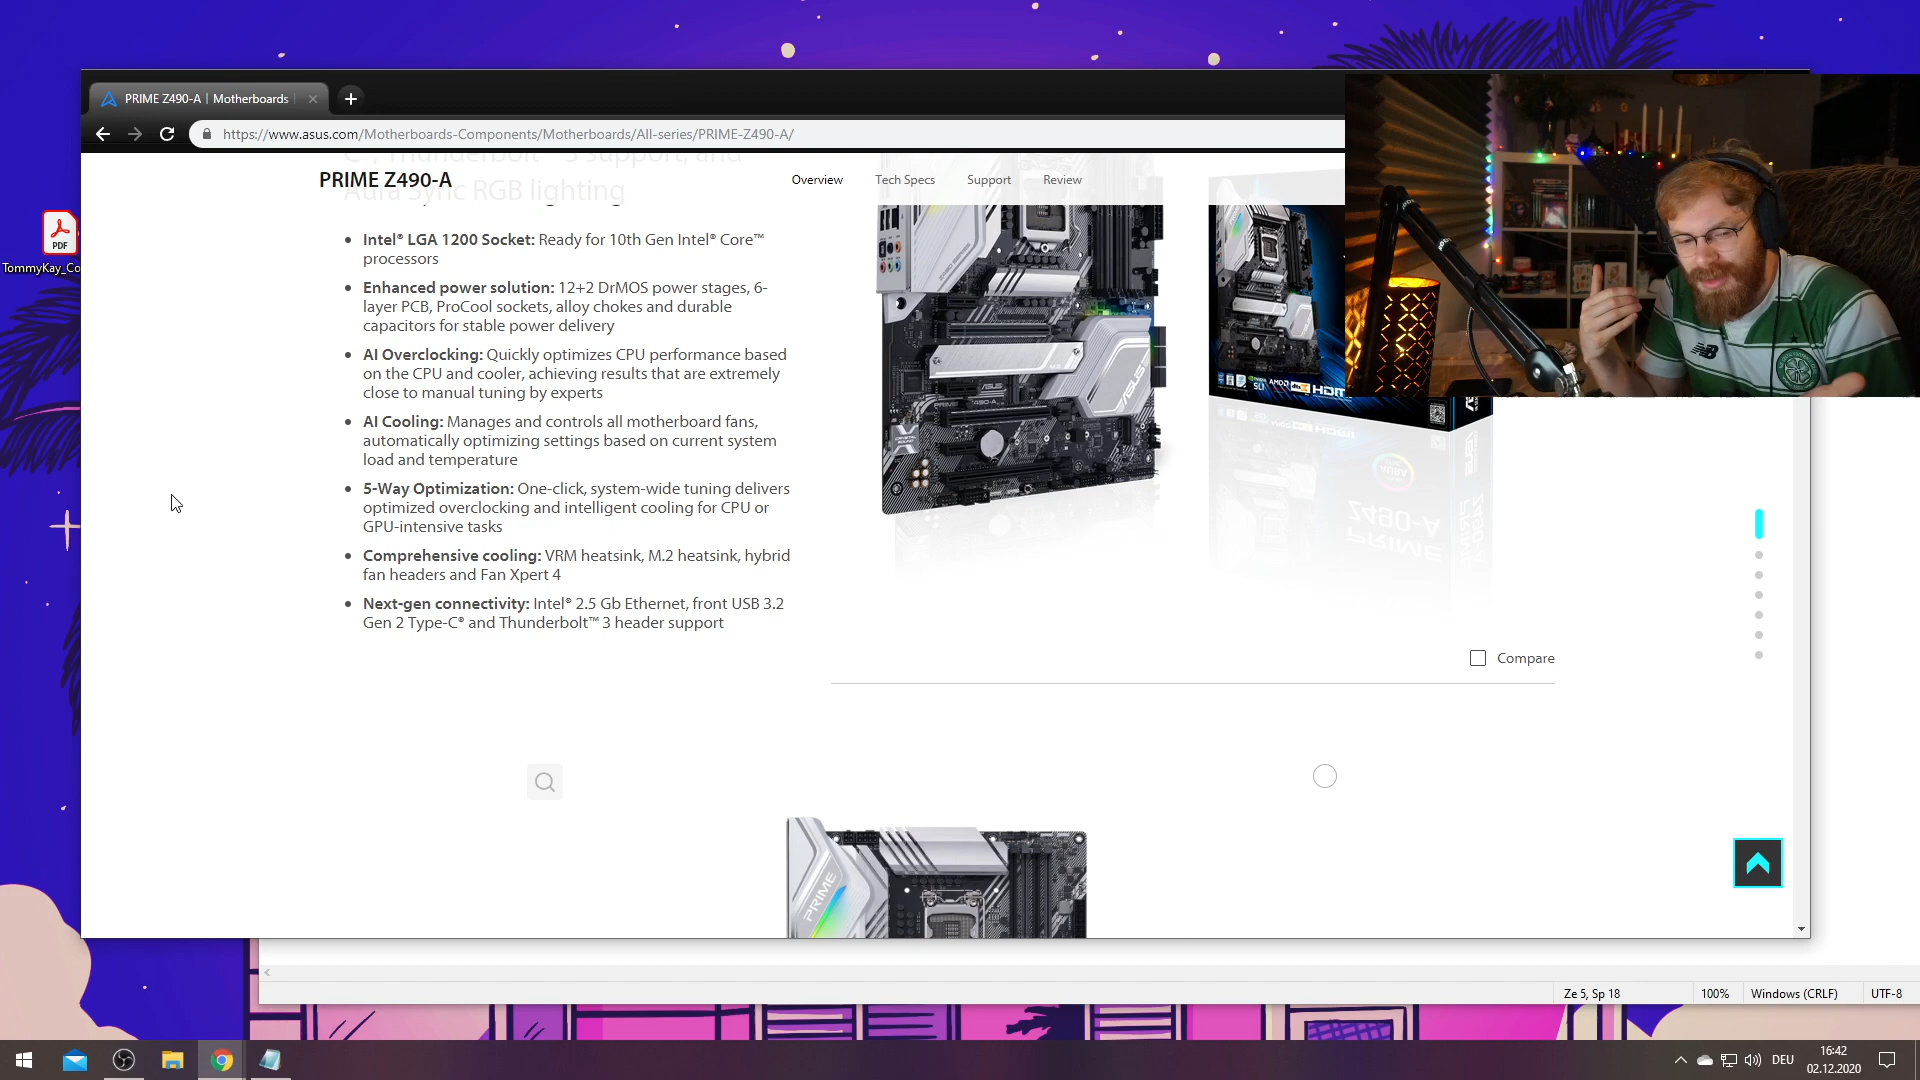 PRIME Z490-A | Motherboards
https://www.asus.com/Motherboards-Components/Motherboards/All-series/PRIME-Z490-A/
PRIME Z490-A
Overview
Tech Specs
Support
Review
Aura Sync RGB lighting
Intel® LGA 1200 Socket: Ready for 10th Gen Intel® Core™
processors
Enhanced power solution: 12+2 DrMOS power stages, 6-
layer PCB, ProCool sockets, alloy chokes and durable
capacitors for stable power delivery
AI Overclocking: Quickly optimizes CPU performance based
on the CPU and cooler, achieving results that are extremely
close to manual tuning by experts
AI Cooling: Manages and controls all motherboard fans,
automatically optimizing settings based on current system
load and temperature
5-Way Optimization: One-click, system-wide tuning delivers
optimized overclocking and intelligent cooling for CPU or
GPU-intensive tasks
Comprehensive cooling: VRM heatsink, M.2 heatsink, hybrid
fan headers and Fan Xpert 4
Next-gen connectivity: Intel® 2.5 Gb Ethernet, front USB 3.2
Gen 2 Type-C® and Thunderbolt™ 3 header support
Compare
PDF
TommyKay_Co
/ISUS
PRIME
Ze 5, Sp 18
100%
Windows (CRLF)
UTF-8
DEU
16:42
02.12.2020